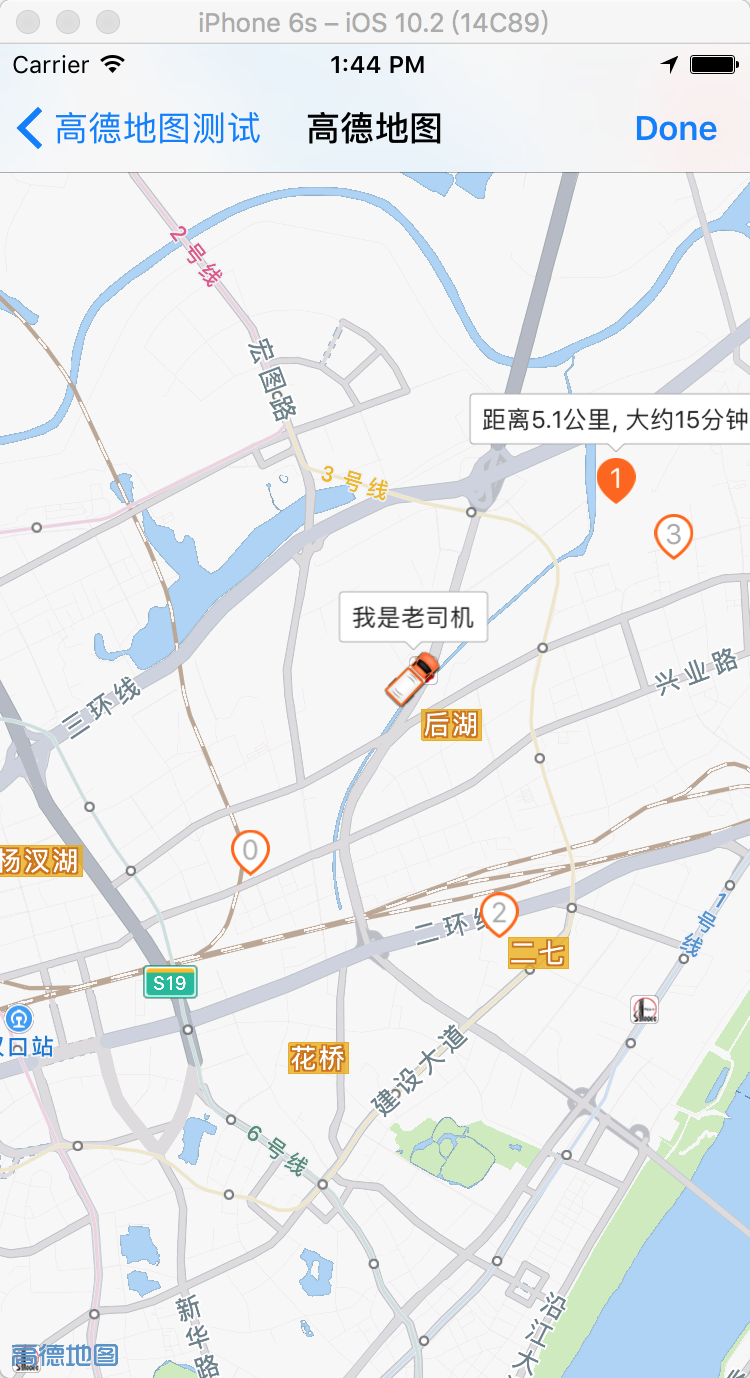 iPhone 6s – iOS 10.2 (14C89)
Carrier 1:44 PM
高德地图测试 高德地图 Done
2号线
宏图路
距离5.1公里, 大约15分钟
3号线
1
3
我是老司机
兴业路
三环线
后湖
0
杨汉湖
2
二环线
1号线
二七
S19
汉口站
花桥
建设大道
6号线
新华路
沿江大
高德地图